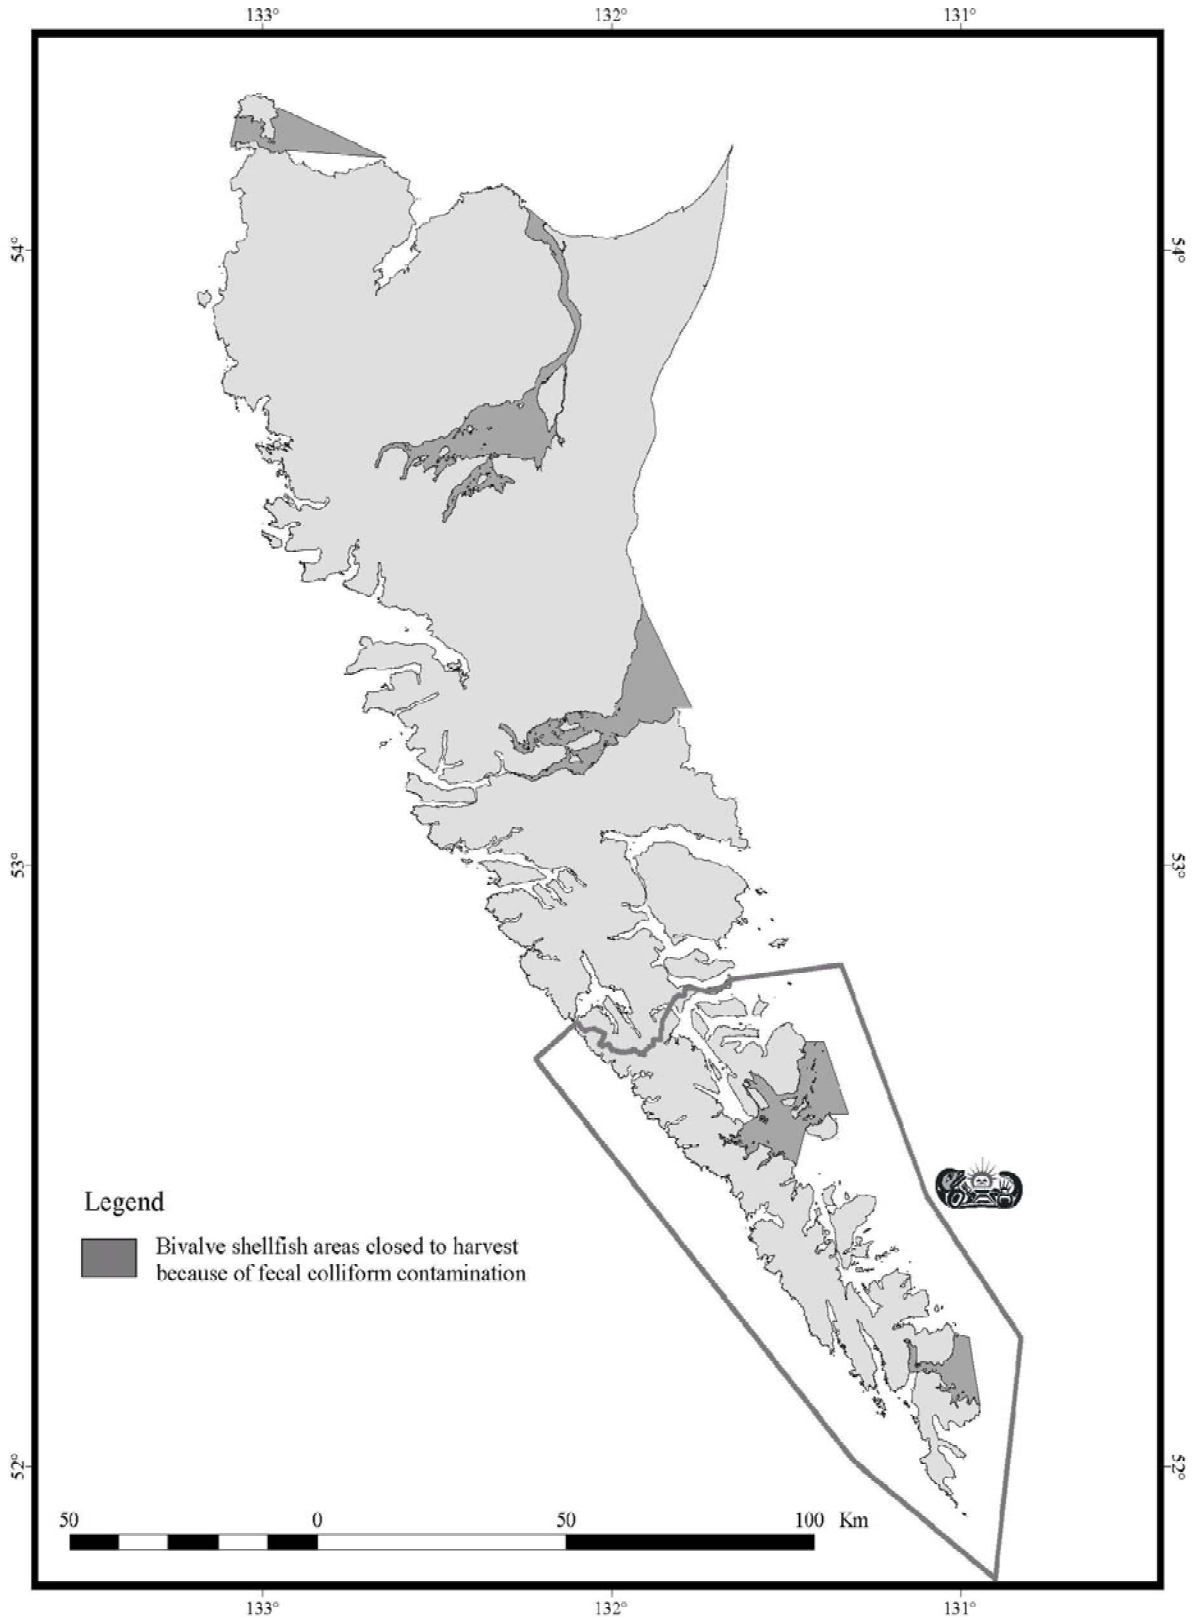 133° 132° 131°
54° 54°
53° 53°
Legend
Bivalve shellfish areas closed to harvest
because of fecal colliform contamination
52° 52°
50 0 50 100 Km
133° 132° 131°